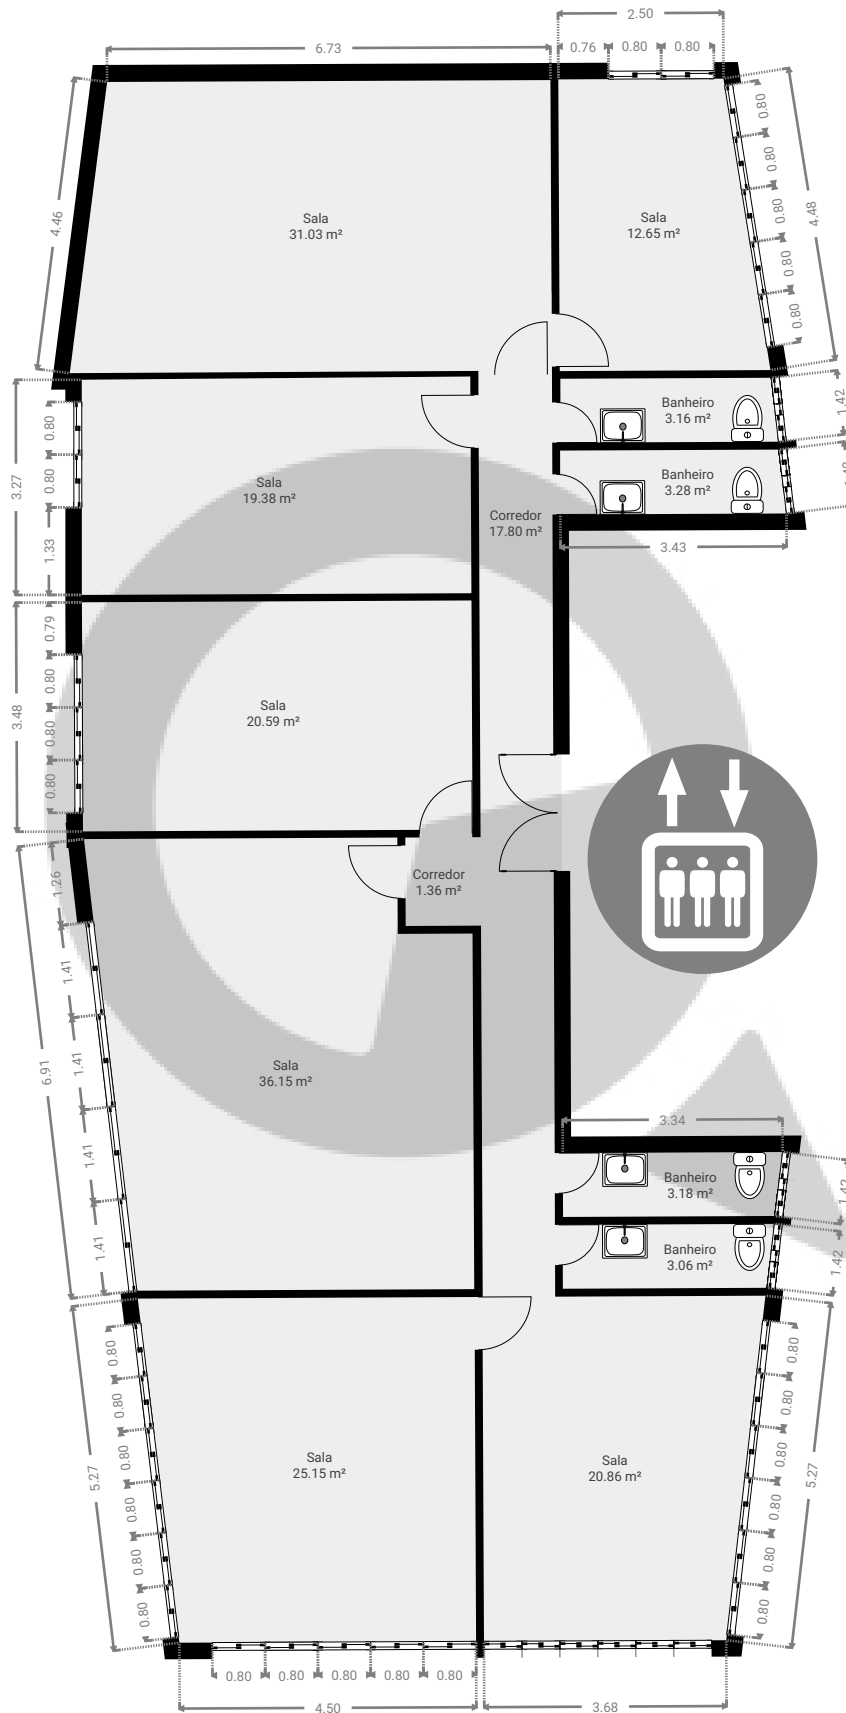 2.50
6.73
0.76
0.80
0.80
4.46
4.48
0.80
0.80
0.80
0.80
0.80
Sala
31.03 m²
Sala
12.65 m²
Banheiro
3.16 m²
1.42
3.27
0.80
0.80
1.33
Sala
19.38 m²
Banheiro
3.28 m²
Corredor
17.80 m²
3.43
3.48
0.79
0.80
0.80
0.80
Sala
20.59 m²
Corredor
1.36 m²
6.91
1.26
1.41
1.41
1.41
1.41
Sala
36.15 m²
3.34
Banheiro
3.18 m²
1.42
Banheiro
3.06 m²
1.42
5.27
0.80
0.80
0.80
0.80
0.80
0.80
Sala
25.15 m²
Sala
20.86 m²
0.80
0.80
0.80
0.80
0.80
0.80
5.27
0.80
0.80
0.80
0.80
0.80
4.50
3.68